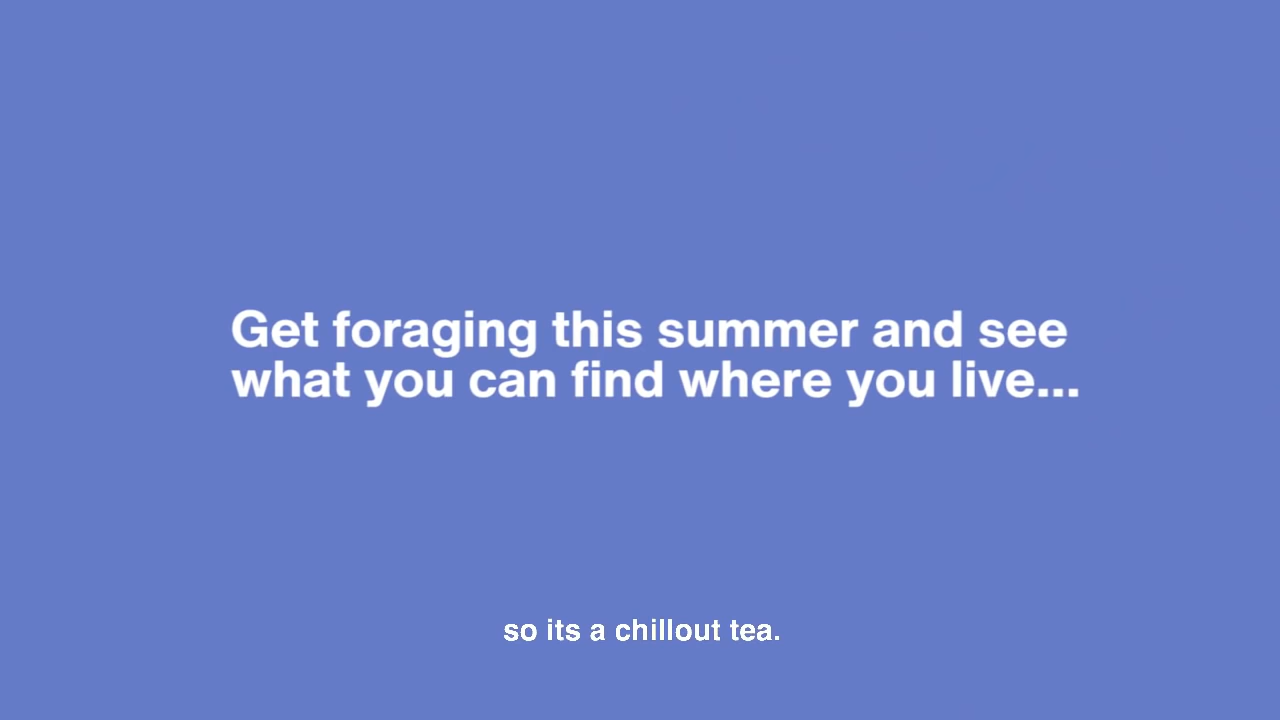 Get foraging this summer and see
what you can find where you live...
so its a chillout tea.